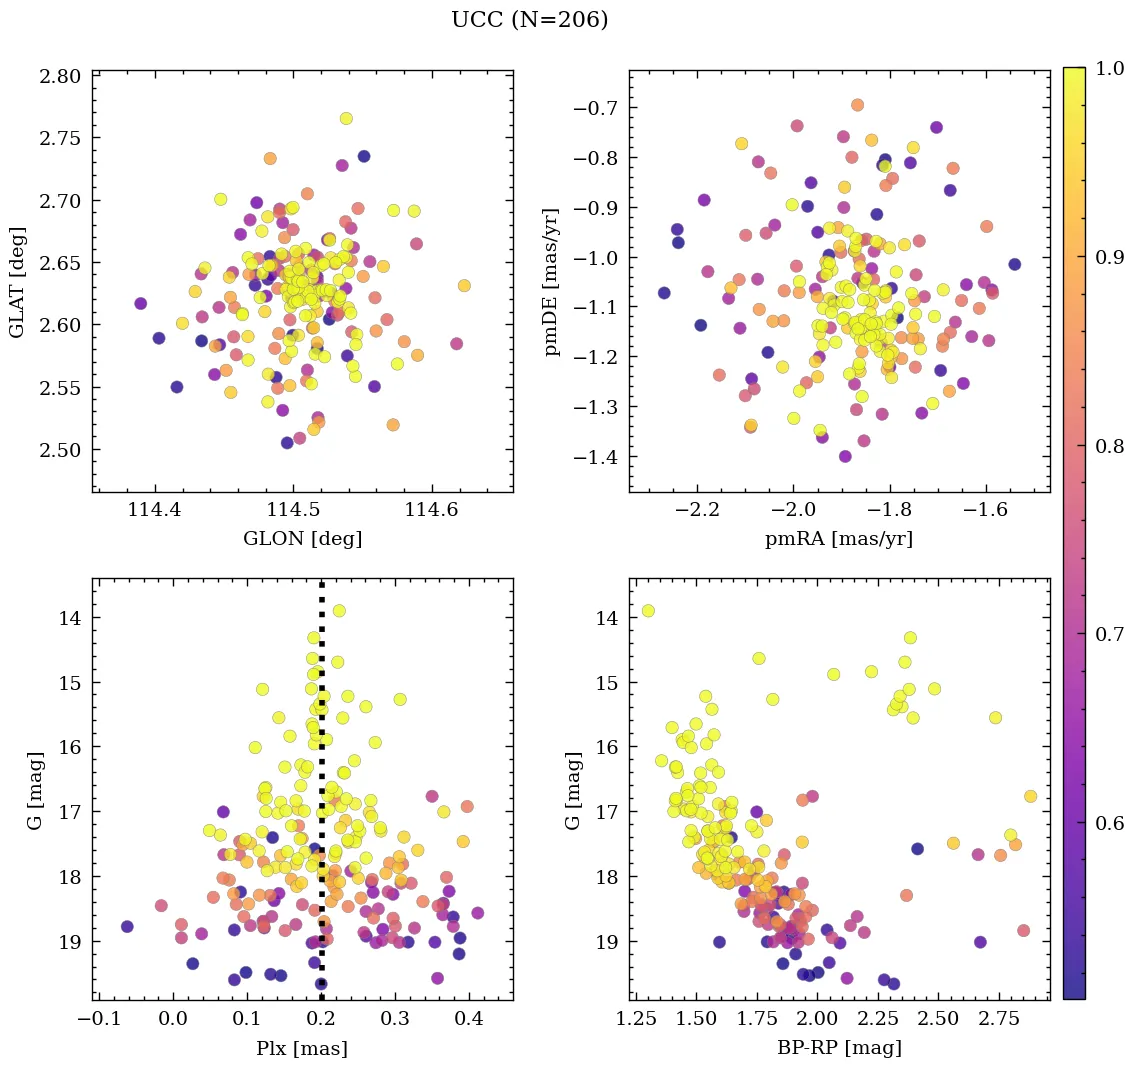 UCC (N=206)
2.80
2.75
2.70
2.65
2.60
2.55
2.50
GLAT [deg]
114.4 114.5 114.6
GLON [deg]
−0.7
−0.8
−0.9
−1.0
−1.1
−1.2
−1.3
−1.4
pmDE [mas/yr]
−2.2 −2.0 −1.8 −1.6
pmRA [mas/yr]
1.0
0.9
0.8
0.7
0.6
14
15
16
17
18
19
G [mag]
−0.1 0.0 0.1 0.2 0.3 0.4
Plx [mas]
14
15
16
17
18
19
G [mag]
1.25 1.50 1.75 2.00 2.25 2.50 2.75
BP-RP [mag]